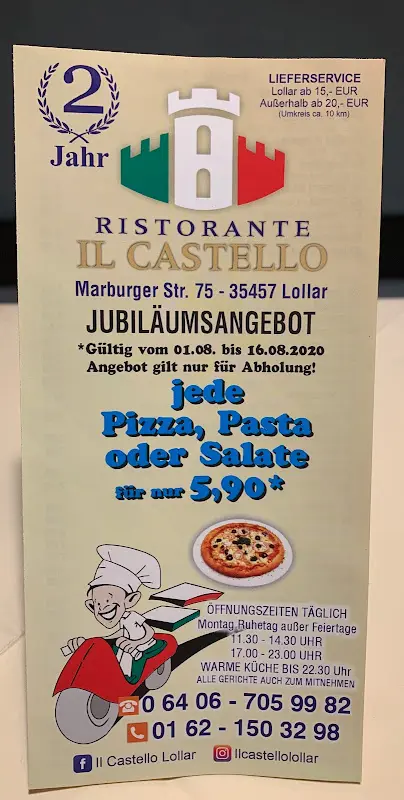 2
Jahr
LIEFERSERVICE
Lollar ab 15,- EUR
Außerhalb ab 20,- EUR
(Umkreis ca. 10 km)
RISTORANTE
IL CASTELLO
Marburger Str. 75 - 35457 Lollar
JUBILÄUMSANGEBOT
*Gültig vom 01.08. bis 16.08.2020
Angebot gilt nur für Abholung!
jede
Pizza, Pasta
oder Salate
für nur 5,90*
ÖFFNUNGSZEITEN TÄGLICH
Montag Ruhetag außer Feiertage
11.30 - 14.30 UHR
17.00 - 23.00 UHR
WARME KÜCHE BIS 22.30 Uhr
ALLE GERICHTE AUCH ZUM MITNEHMEN
0 64 06 - 705 99 82
01 62 - 150 32 98
f Il Castello Lollar Ilcastellolollar